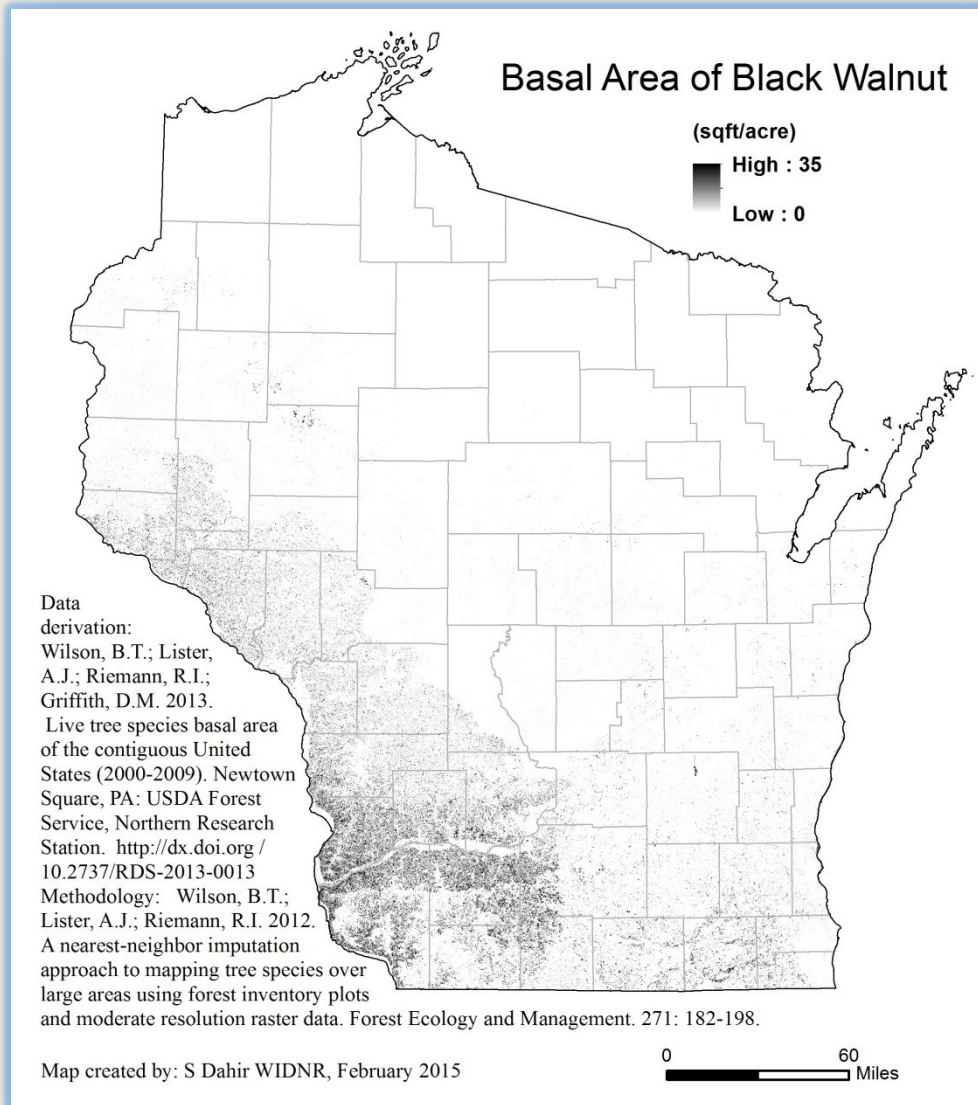 Basal Area of Black Walnut
(sqft/acre)
High : 35
Low : 0
Data
derivation:
Wilson, B.T.; Lister,
A.J.; Riemann, R.I.;
Griffith, D.M. 2013.
Live tree species basal area
of the contiguous United
States (2000-2009). Newtown
Square, PA: USDA Forest
Service, Northern Research
Station. http://dx.doi.org /
10.2737/RDS-2013-0013
Methodology: Wilson, B.T.;
Lister, A.J.; Riemann, R.I. 2012.
A nearest-neighbor imputation
approach to mapping tree species over
large areas using forest inventory plots
and moderate resolution raster data. Forest Ecology and Management. 271: 182-198.
Map created by: S Dahir WIDNR, February 2015
0 60
Miles